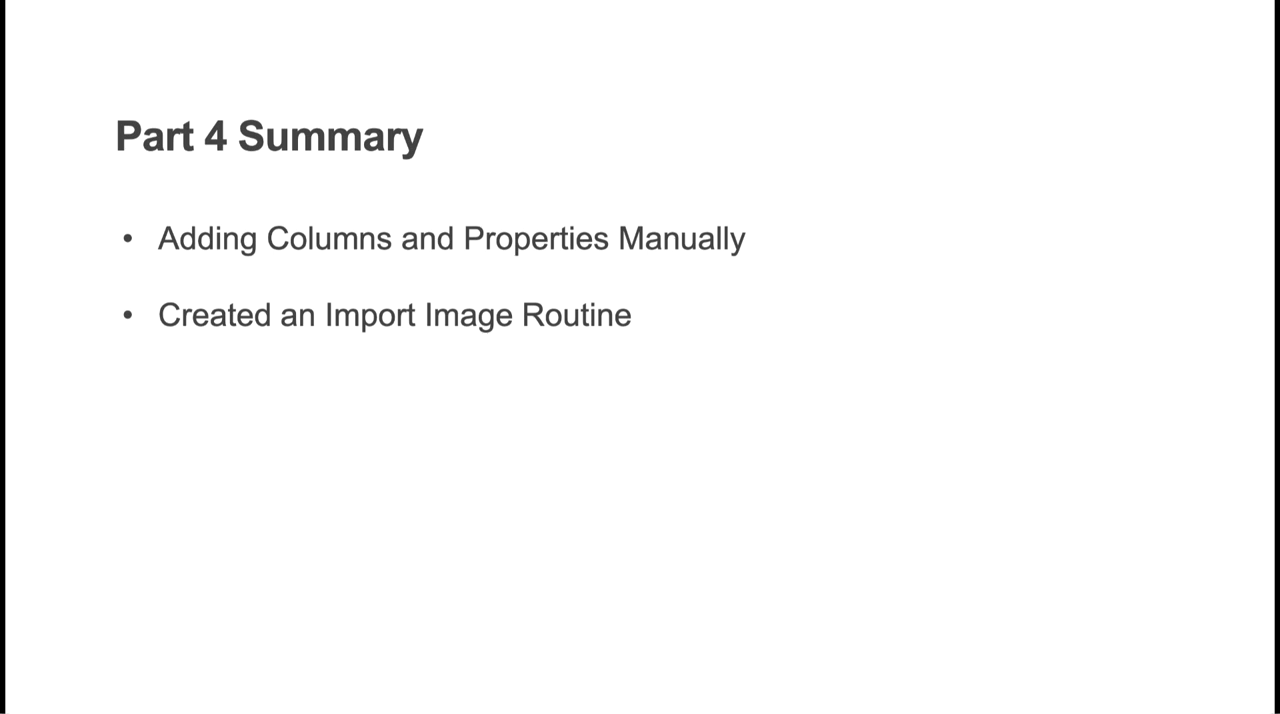 Part 4 Summary
• Adding Columns and Properties Manually
• Created an Import Image Routine